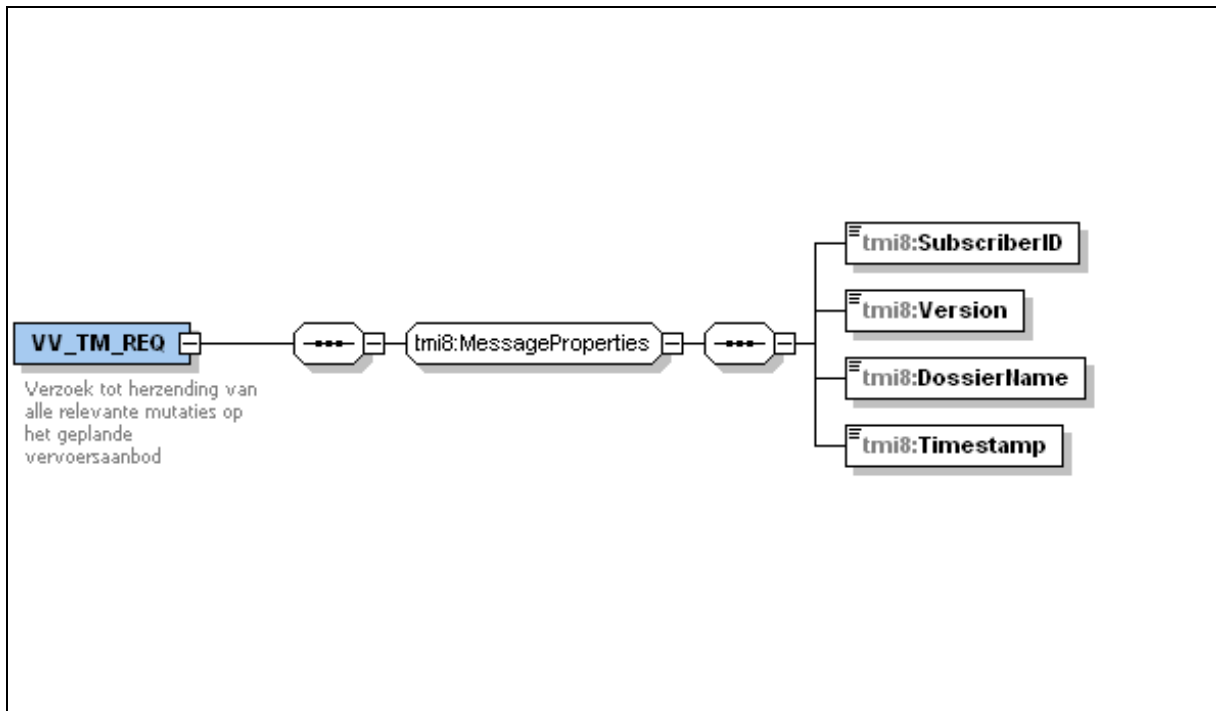 tmi8:SubscriberID
tmi8:Version
VV_TM_REQ
tmi8:MessageProperties
tmi8:DossierName
tmi8:Timestamp
Verzoek tot herzending van
alle relevante mutaties op
het geplande
vervoersaanbod